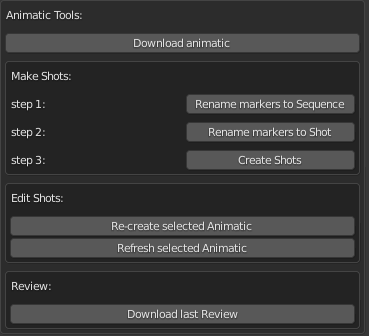 Animatic Tools:
Download animatic
Make Shots:
step 1: Rename markers to Sequence
step 2: Rename markers to Shot
step 3: Create Shots
Edit Shots:
Re-create selected Animatic
Refresh selected Animatic
Review:
Download last Review